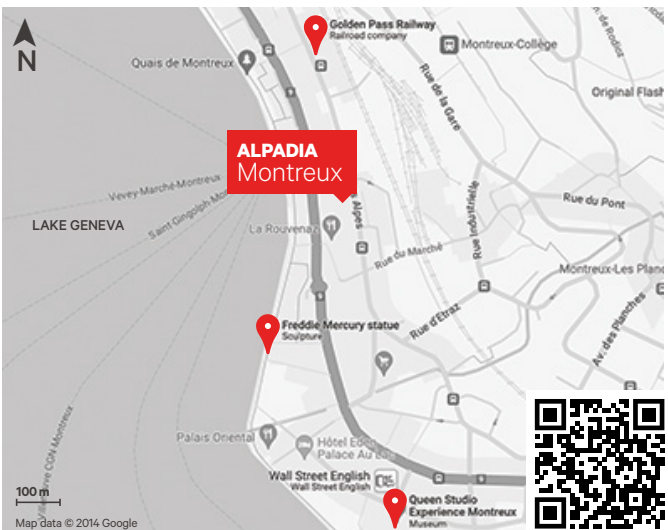 N
Golden Pass Railway
Railroad company
Quais de Montreux
Montreux-Collège
Rue de la Gare
Original Flash
ALPADIA
Montreux
Vevey-Marché-Montreux
Saint Gingolph-Mon
LAKE GENEVA
Alpes
La Rouvenaz
Rue du Marché
Rue Industrielle
Rue du Pont
Montreux-Les Planc
Freddie Mercury statue
Sculpture
Rue d'Etraz
Av. des Planches
Palais Oriental
Hôtel Eden
Palace Au Lac
Wall Street English
Wall Street English
CGN Montreux
Queen Studio
Experience Montreux
Museum
100 m
Map data © 2014 Google